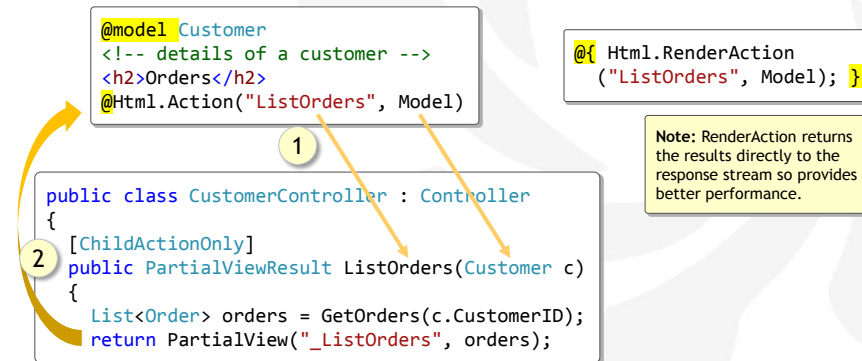 @model Customer
<!-- details of a customer -->
<h2>Orders</h2>
@Html.Action("ListOrders", Model)
@{ Html.RenderAction
("ListOrders", Model); }
Note: RenderAction returns
the results directly to the
response stream so provides
better performance.
1
public class CustomerController : Controller
{
[ChildActionOnly]
2
public PartialViewResult ListOrders(Customer c)
{
List<Order> orders = GetOrders(c.CustomerID);
return PartialView("_ListOrders", orders);